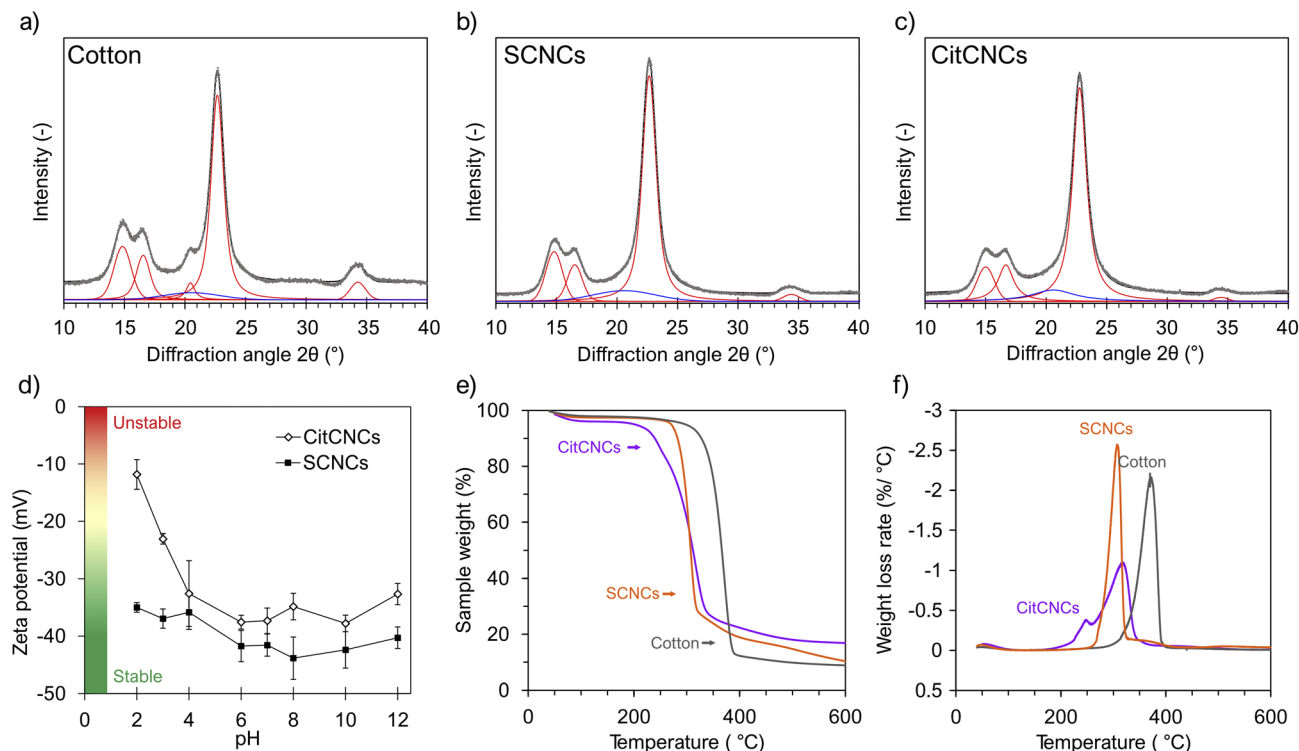 a)
Cotton
Intensity (-)
10 15 20 25 30 35 40
Diffraction angle 2θ (°)
b)
SCNCs
Intensity (-)
10 15 20 25 30 35 40
Diffraction angle 2θ (°)
c)
CitCNCs
Intensity (-)
10 15 20 25 30 35 40
Diffraction angle 2θ (°)
d)
Zeta potential (mV)
0
-10
-20
-30
-40
-50
Unstable
Stable
CitCNCs
SCNCs
0 2 4 6 8 10 12
pH
e)
Sample weight (%)
100
80
60
40
20
0
CitCNCs
SCNCs
Cotton
0 200 400 600
Temperature ( °C)
f)
Weight loss rate (%/ °C)
-3
-2.5
-2
-1.5
-1
-0.5
0
0.5
SCNCs
Cotton
CitCNCs
0 200 400 600
Temperature ( °C)